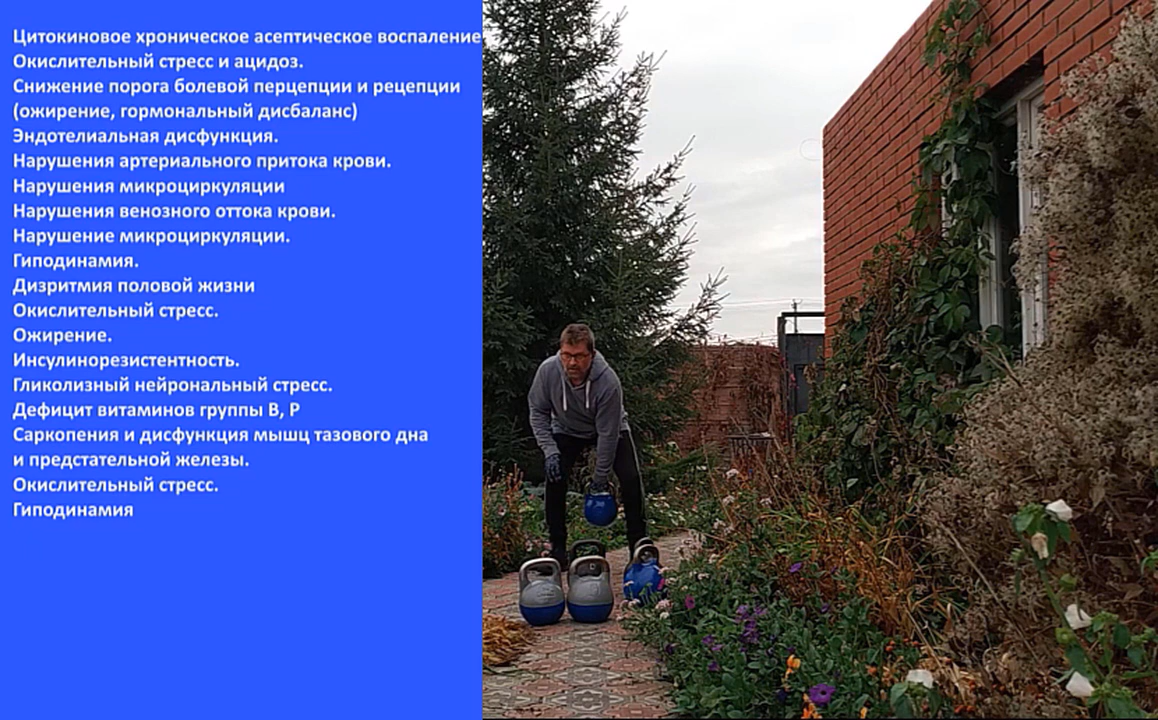 Цитокиновое хроническое асептическое воспаление
Окислительный стресс и ацидоз.
Снижение порога болевой перцепции и рецепции
(ожирение, гормональный дисбаланс)
Эндотелиальная дисфункция.
Нарушения артериального притока крови.
Нарушения микроциркуляции
Нарушения венозного оттока крови.
Нарушение микроциркуляции.
Гиподинамия.
Дизритмия половой жизни
Окислительный стресс.
Ожирение.
Инсулинорезистентность.
Гликолизный нейрональный стресс.
Дефицит витаминов группы В, Р
Саркопения и дисфункция мышц тазового дна
и предстательной железы.
Окислительный стресс.
Гиподинамия